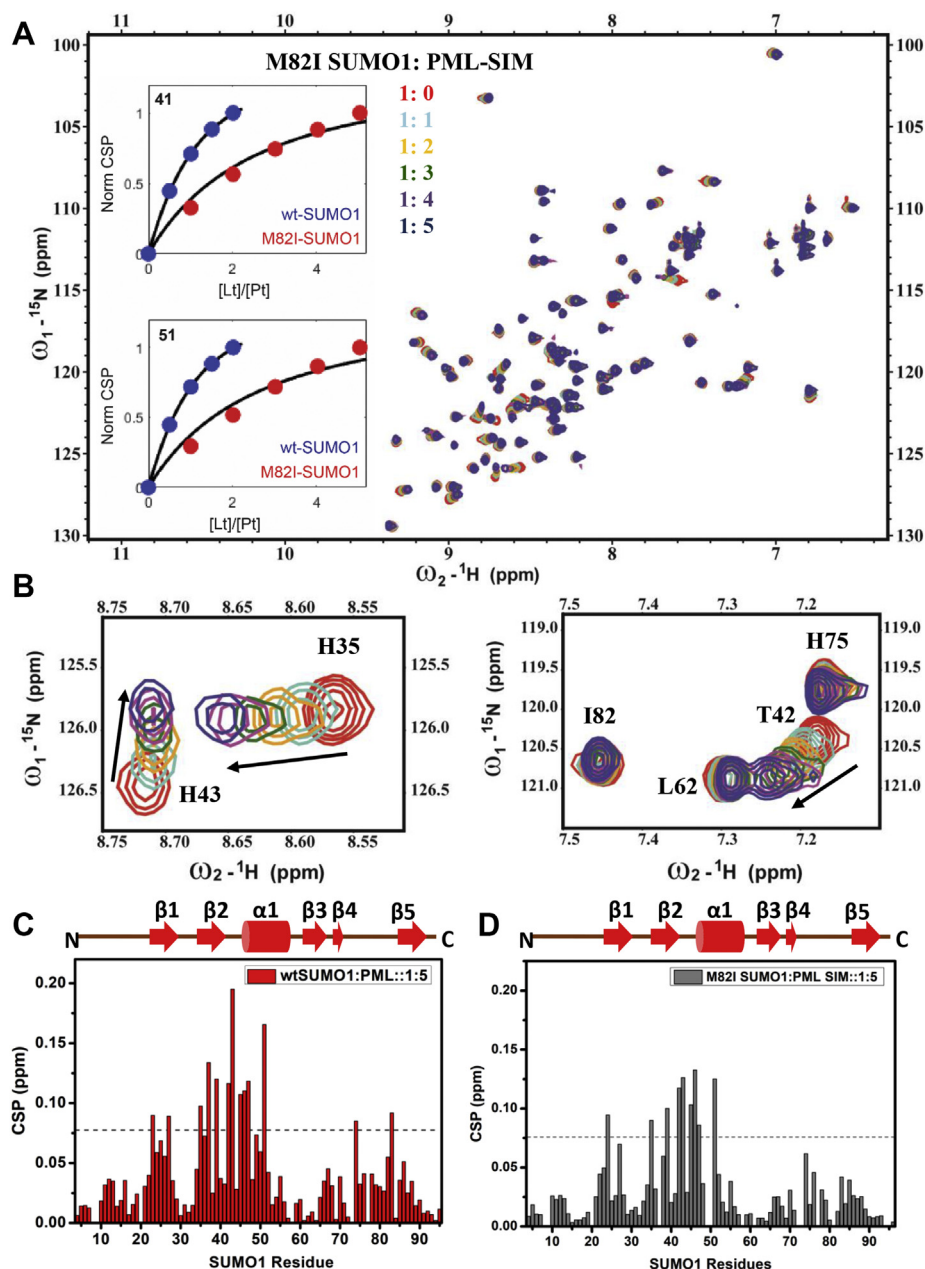 A
11
10
9
8
7
M82I SUMO1: PML-SIM
1: 0
1: 1
1: 2
1: 3
1: 4
1: 5
41
Norm CSP
1
0.5
0
0
2
4
wt-SUMO1
M82I-SUMO1
[Lt]/[Pt]
51
Norm CSP
1
0.5
0
0
2
4
wt-SUMO1
M82I-SUMO1
[Lt]/[Pt]
ω1 - 15N (ppm)
100
105
110
115
120
125
130
100
105
110
115
120
125
130
11
10
9
8
7
ω2 - 1H (ppm)
B
8.75
8.70
8.65
8.60
8.55
125.5
126.0
126.5
125.5
126.0
126.5
H35
H43
8.75
8.70
8.65
8.60
8.55
ω1 - 15N (ppm)
ω2 - 1H (ppm)
7.5
7.4
7.3
7.2
119.0
119.5
120.0
120.5
121.0
119.0
119.5
120.0
120.5
121.0
H75
I82
T42
L62
7.5
7.4
7.3
7.2
ω1 - 15N (ppm)
ω2 - 1H (ppm)
C
N
β1
β2
α1
β3
β4
β5
C
wtSUMO1:PML::1:5
CSP (ppm)
0.20
0.15
0.10
0.05
0.00
10
20
30
40
50
60
70
80
90
SUMO1 Residue
D
N
β1
β2
α1
β3
β4
β5
C
M82I SUMO1:PML SIM::1:5
CSP (ppm)
0.20
0.15
0.10
0.05
0.00
10
20
30
40
50
60
70
80
90
SUMO1 Residues